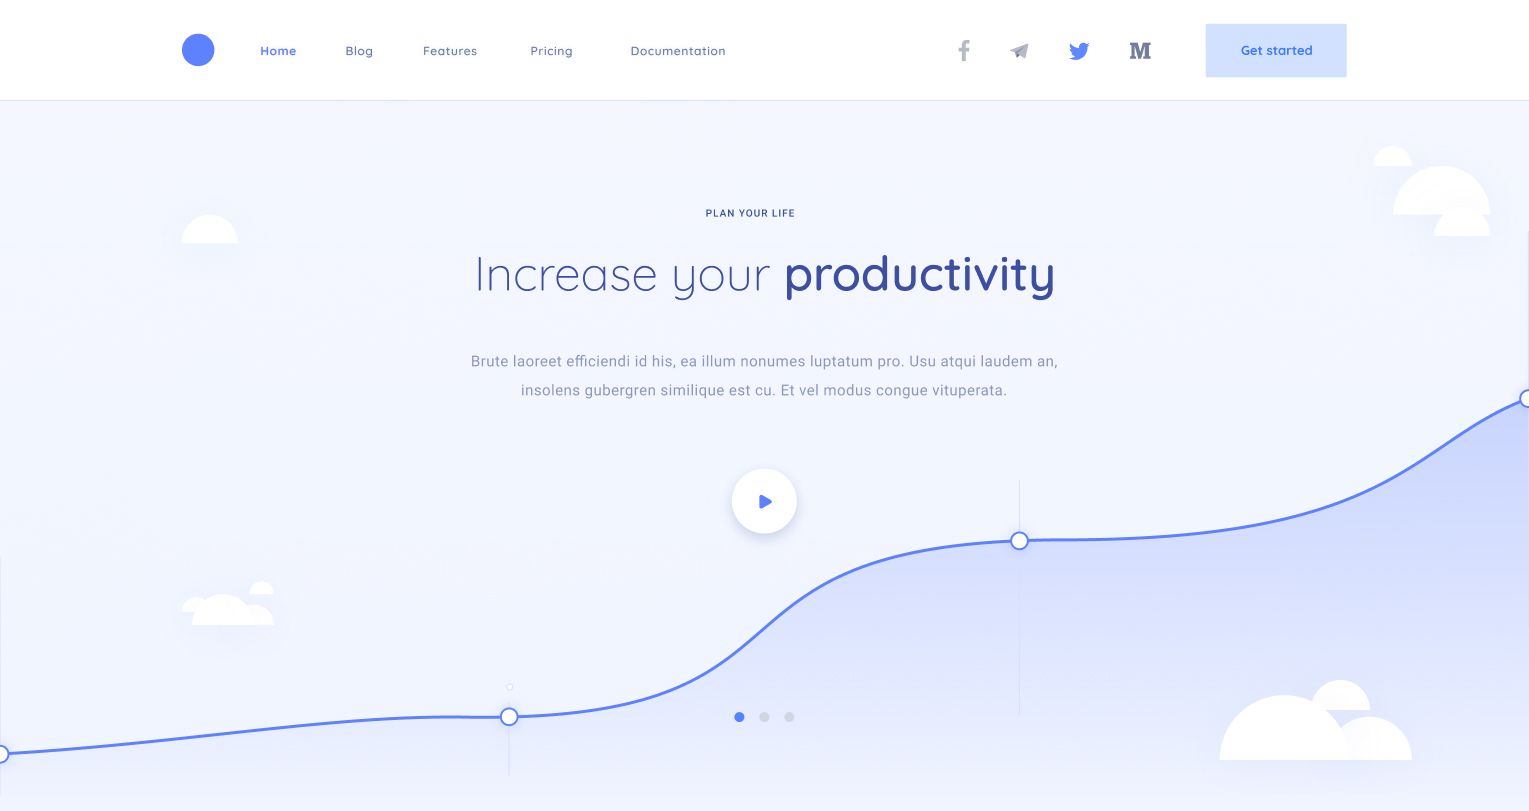 Home Blog Features Pricing Documentation Get started
PLAN YOUR LIFE
Increase your productivity
Brute laoreet efficiendi id his, ea illum nonumes luptatum pro. Usu atqui laudem an,
insolens gubergren similique est cu. Et vel modus congue vituperata.